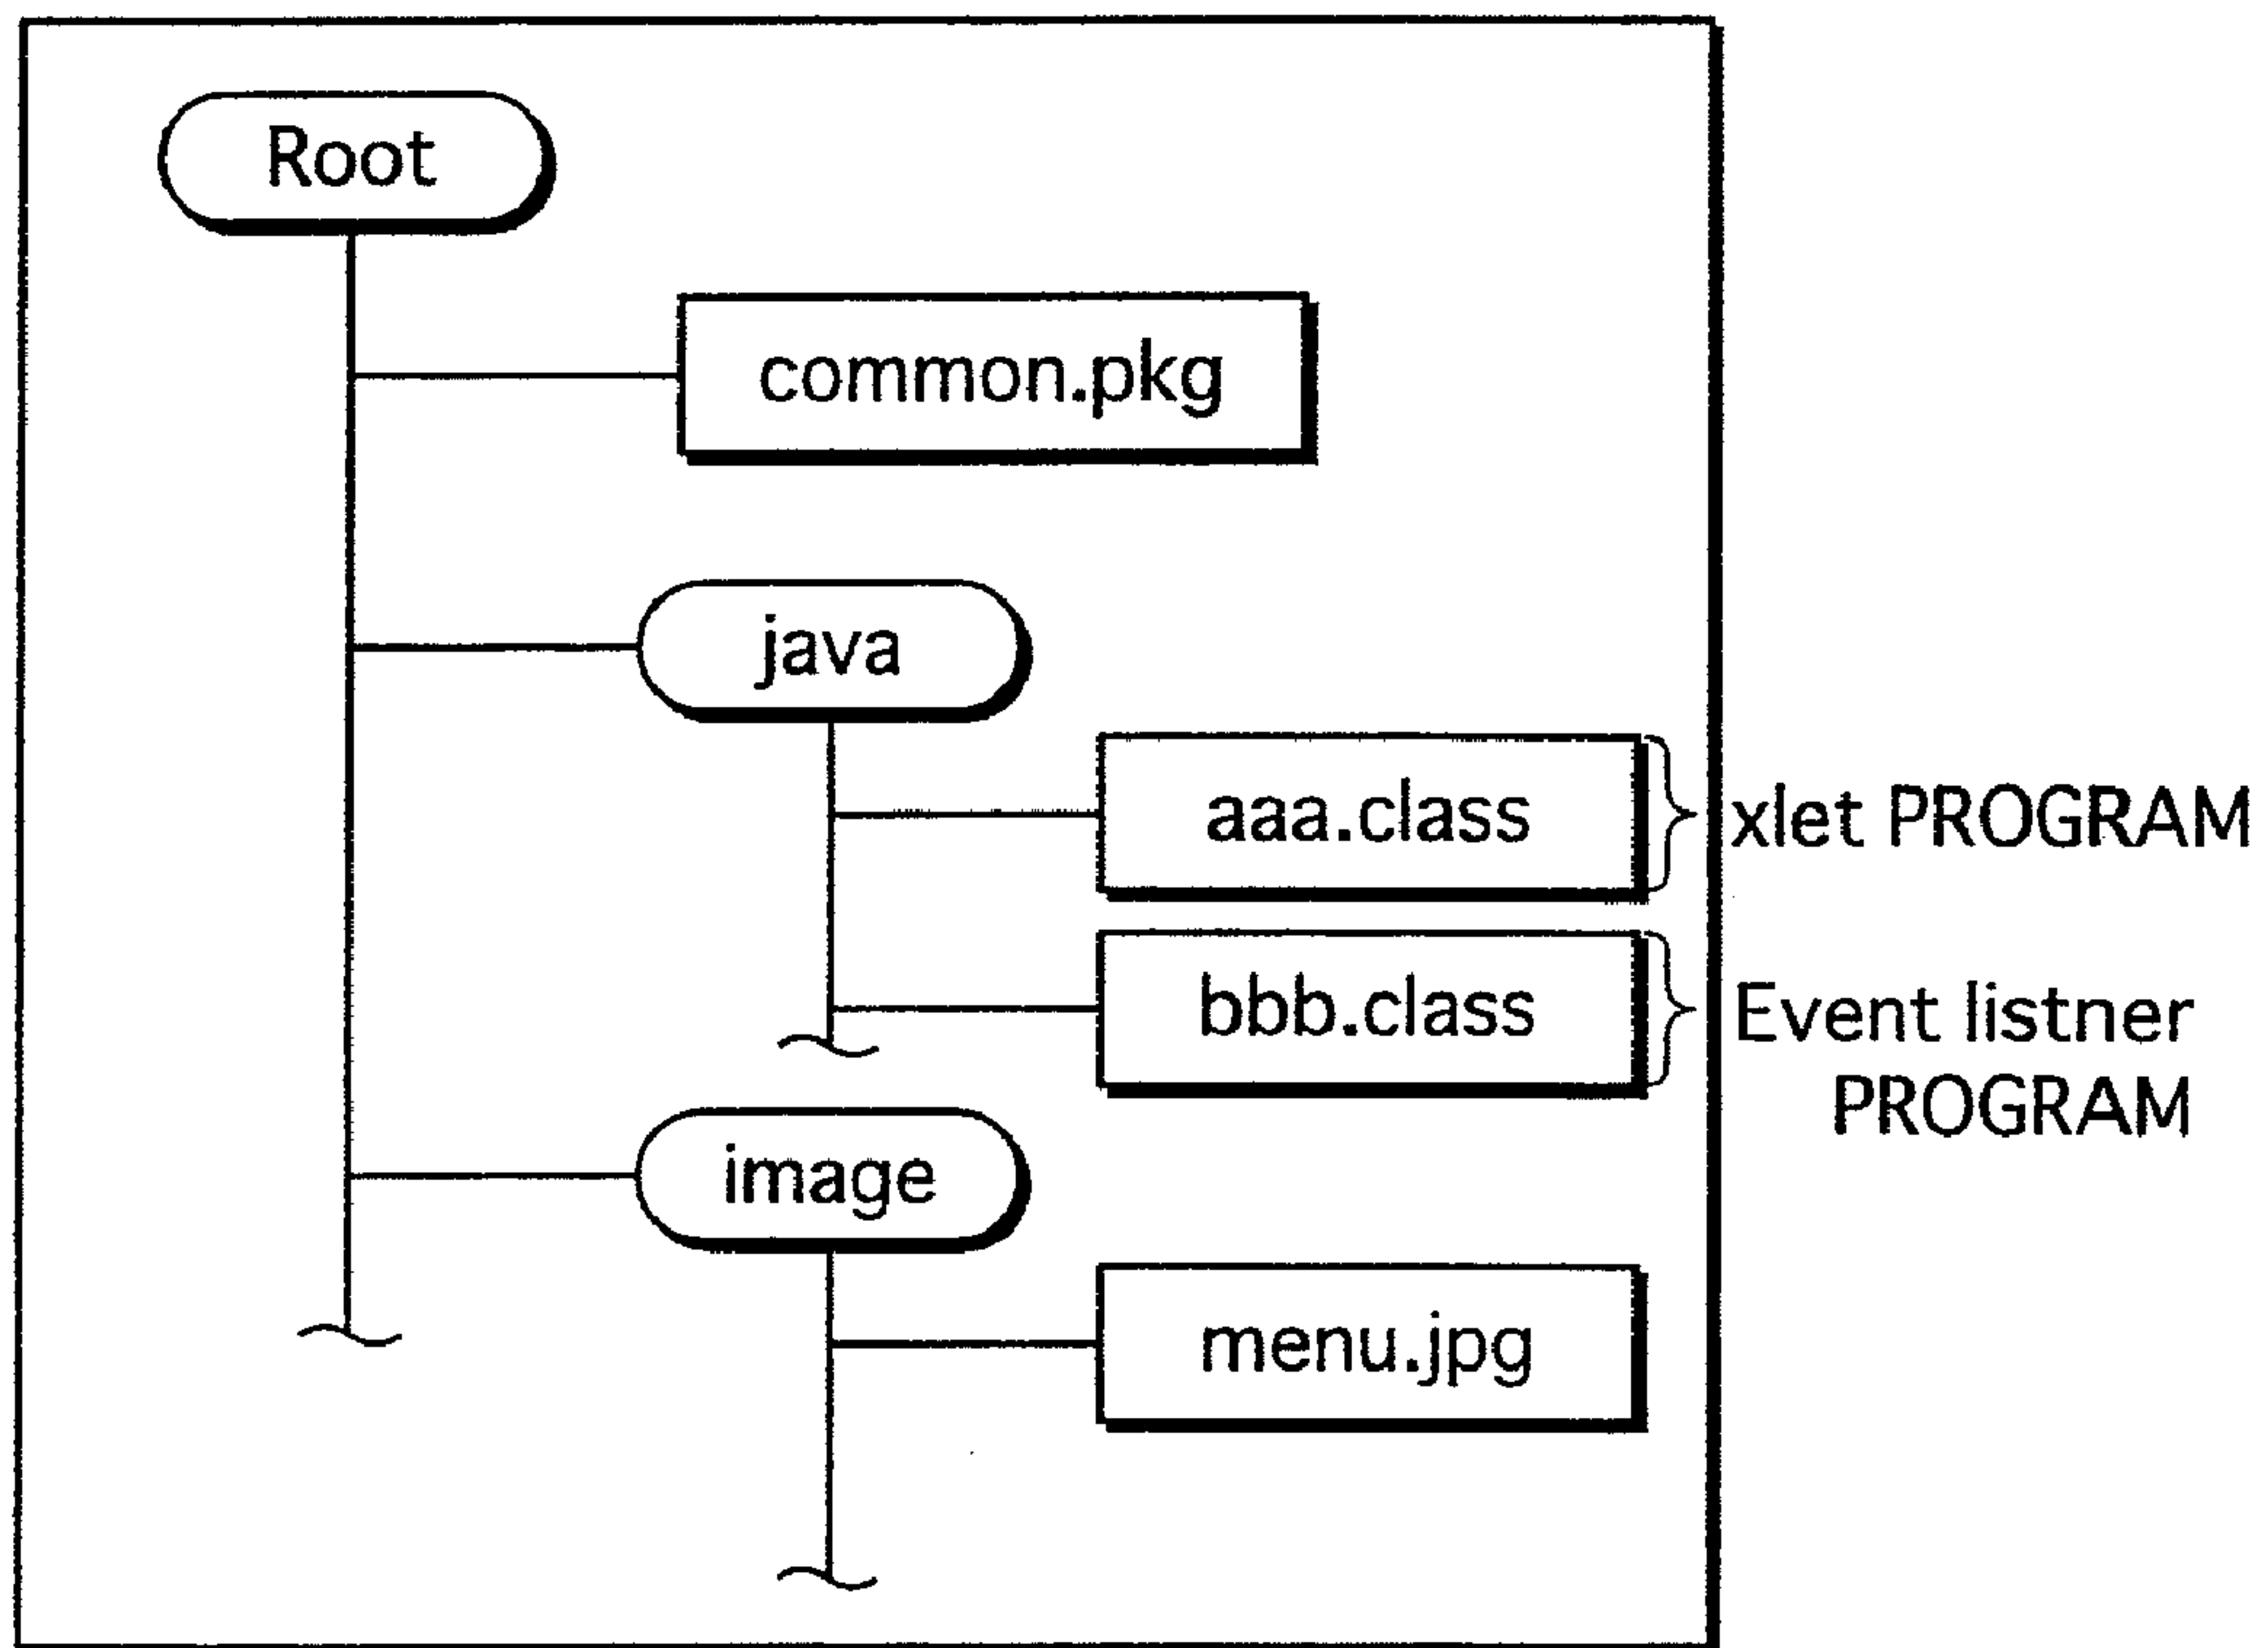 Root
common.pkg
java
aaa.class
xlet PROGRAM
bbb.class
Event listner
PROGRAM
image
menu.jpg